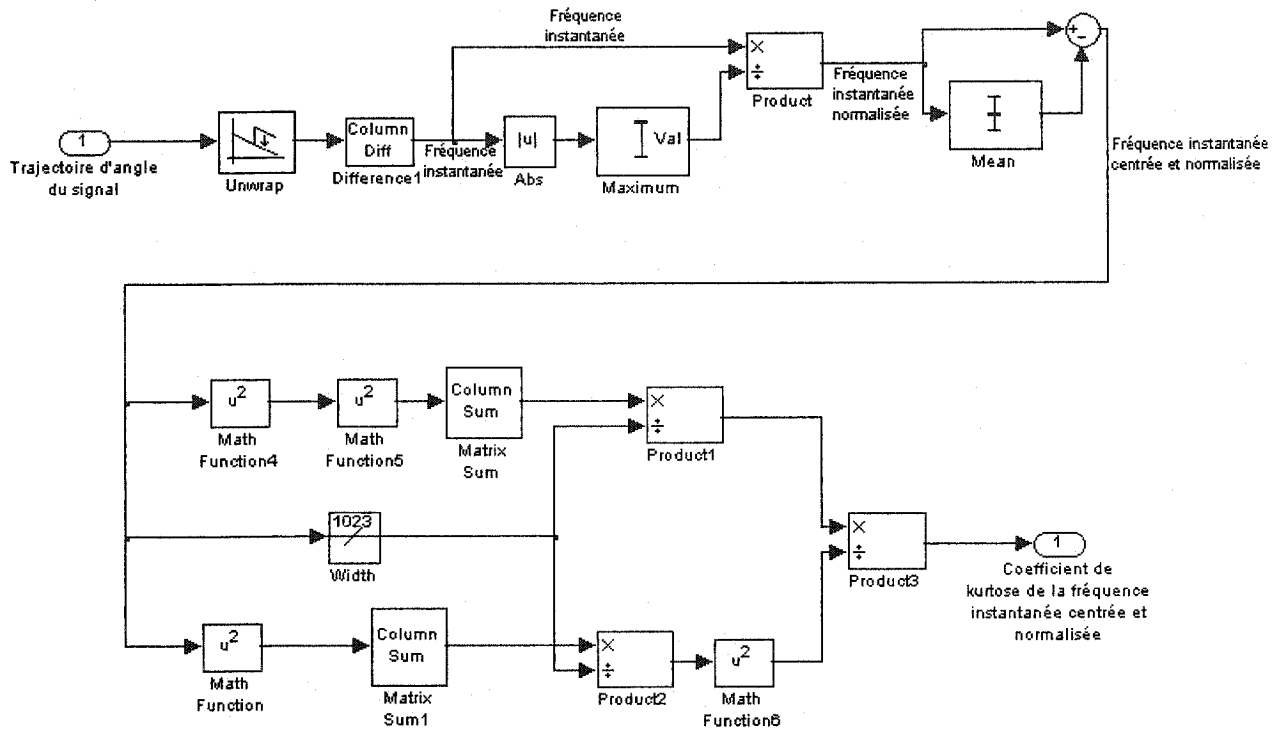 Fréquence
instantanée
×
÷
Product
Fréquence
instantanée
normalisée
+
-
Mean
Fréquence instantanée
centrée et normalisée
1
Trajectoire d'angle
du signal
Unwrap
Column
Diff
Difference1
Fréquence
instantanée
|u|
Abs
Val
Maximum
u²
Math
Function4
u²
Math
Function5
Column
Sum
Matrix
Sum
×
÷
Product1
1023
Width
×
÷
Product3
1
Coefficient de
kurtose de la fréquence
instantanée centrée et
normalisée
u²
Math
Function
Column
Sum
Matrix
Sum1
×
÷
Product2
u²
Math
Function6